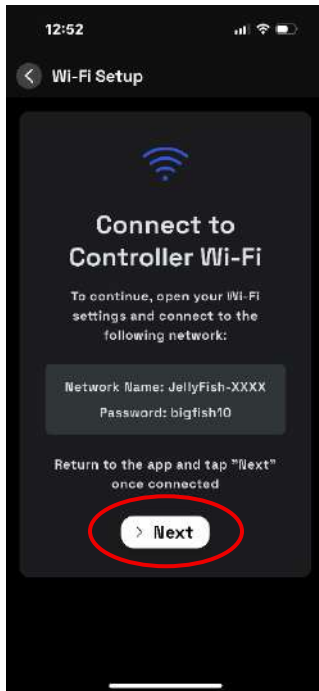 12:52
Wi-Fi Setup
Connect to
Controller Wi-Fi
To continue, open your Wi-Fi
settings and connect to the
following network:
Network Name: JellyFish-XXXX
Password: bigfish10
Return to the app and tap "Next"
once connected
> Next